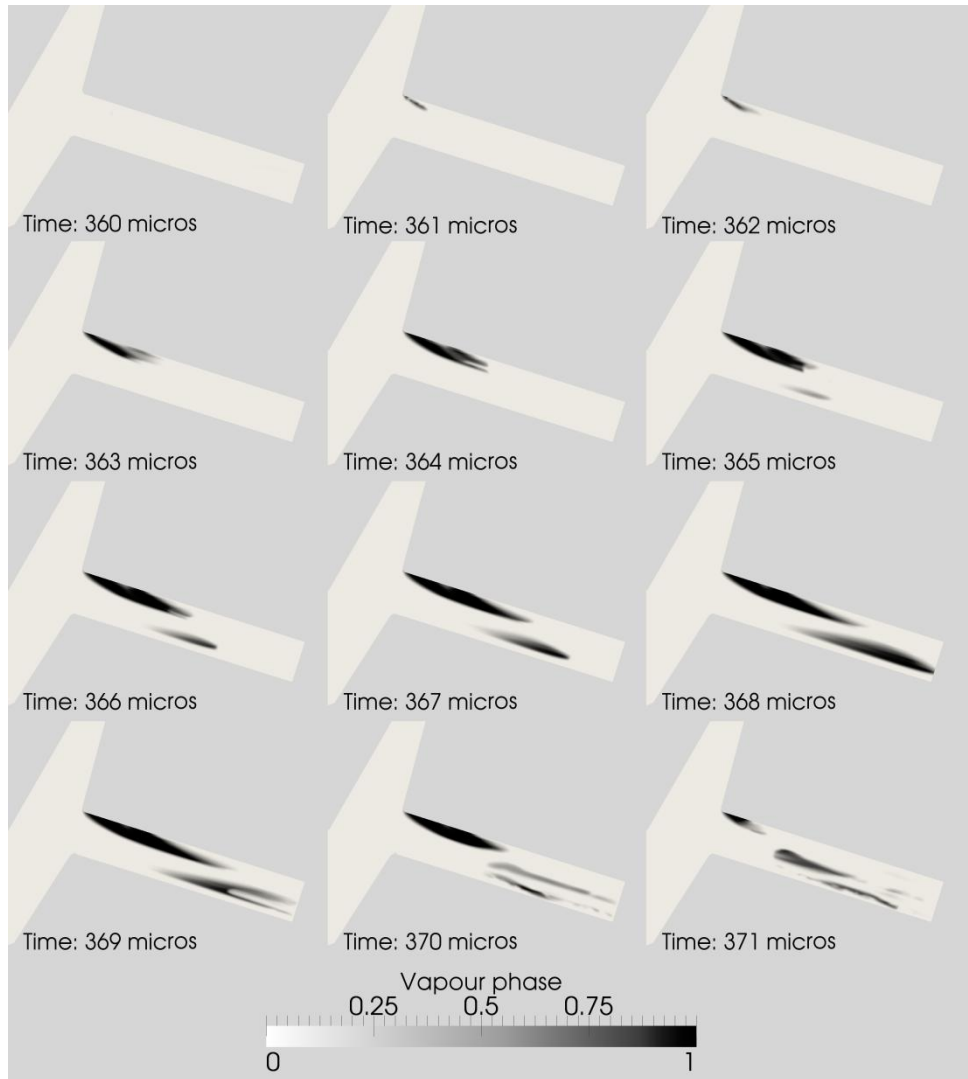 Time: 360 micros
Time: 361 micros
Time: 362 micros
Time: 363 micros
Time: 364 micros
Time: 365 micros
Time: 366 micros
Time: 367 micros
Time: 368 micros
Time: 369 micros
Time: 370 micros
Time: 371 micros
Vapour phase
0.25 0.5 0.75
0 1